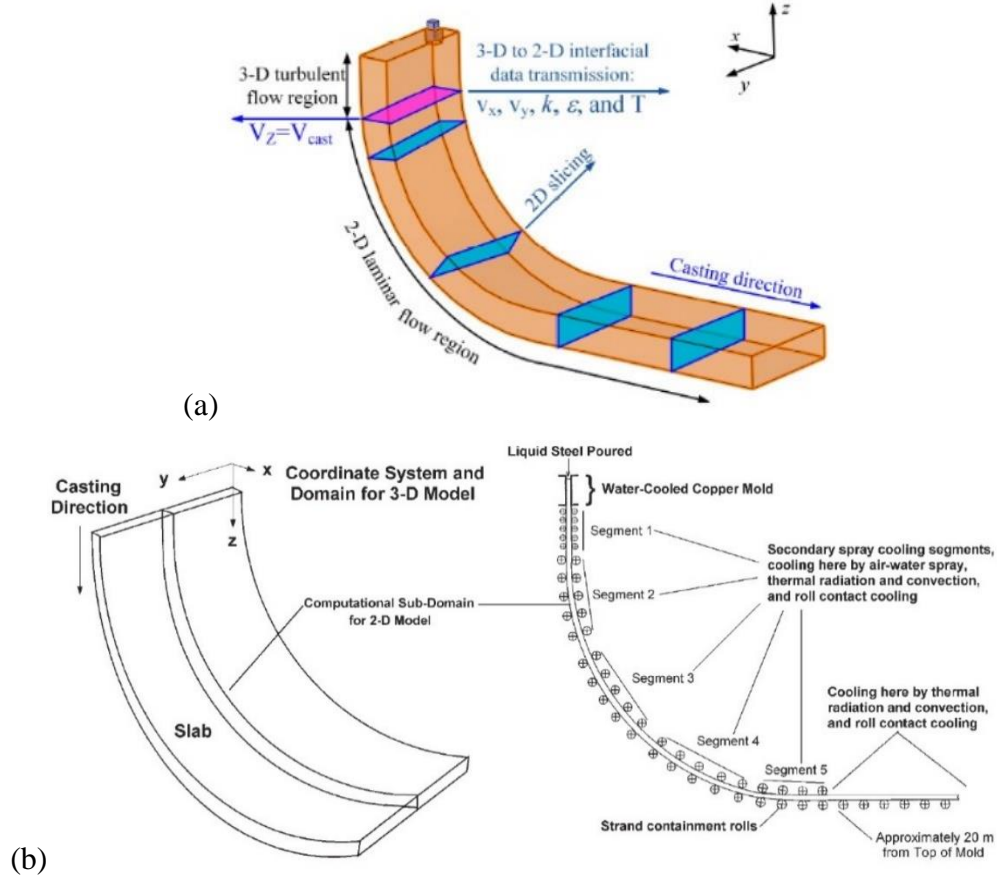 z
x
y
3-D turbulent
flow region
3-D to 2-D interfacial
data transmission:
vx, vy, k, ε, and T
VZ=Vcast
2D slicing
2-D laminar flow region
Casting direction
(a)
Casting
Direction
y
x
z
Coordinate System and
Domain for 3-D Model
Computational Sub-Domain
for 2-D Model
Slab
Liquid Steel Poured
Water-Cooled Copper Mold
Segment 1
Segment 2
Segment 3
Segment 4
Segment 5
Secondary spray cooling segments,
cooling here by air-water spray,
thermal radiation and convection,
and roll contact cooling
Cooling here by thermal
radiation and convection,
and roll contact cooling
Strand containment rolls
Approximately 20 m
from Top of Mold
(b)